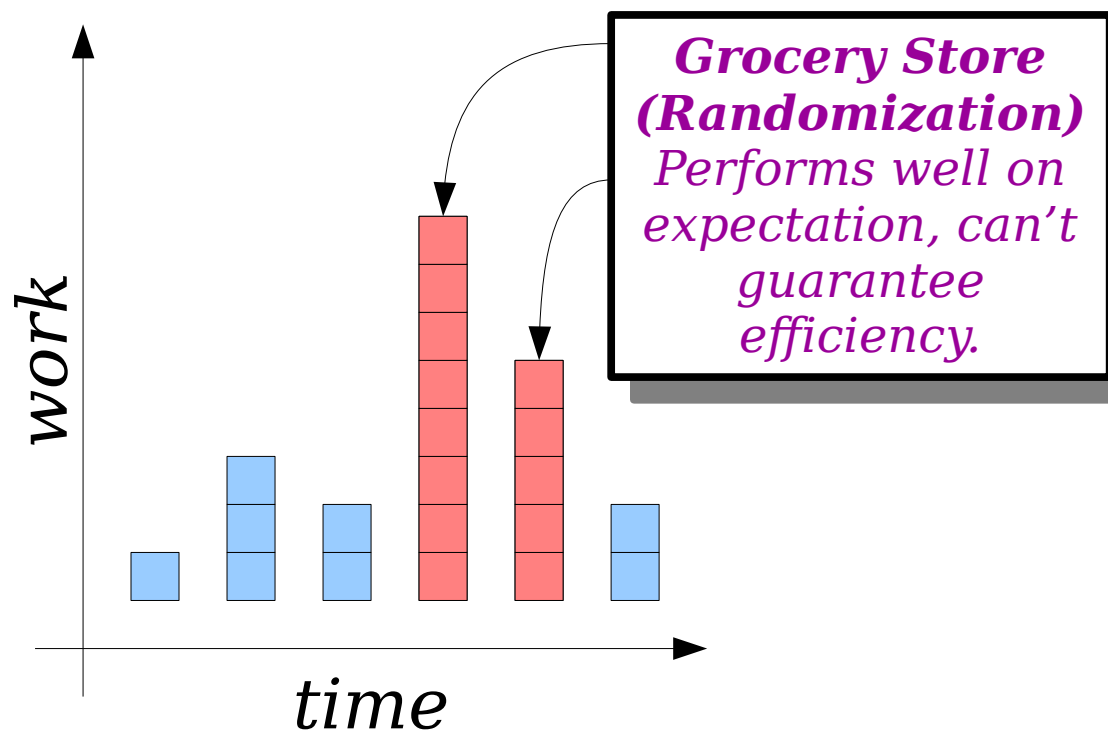 Grocery Store
(Randomization)
Performs well on
expectation, can’t
guarantee
efficiency.
work
time